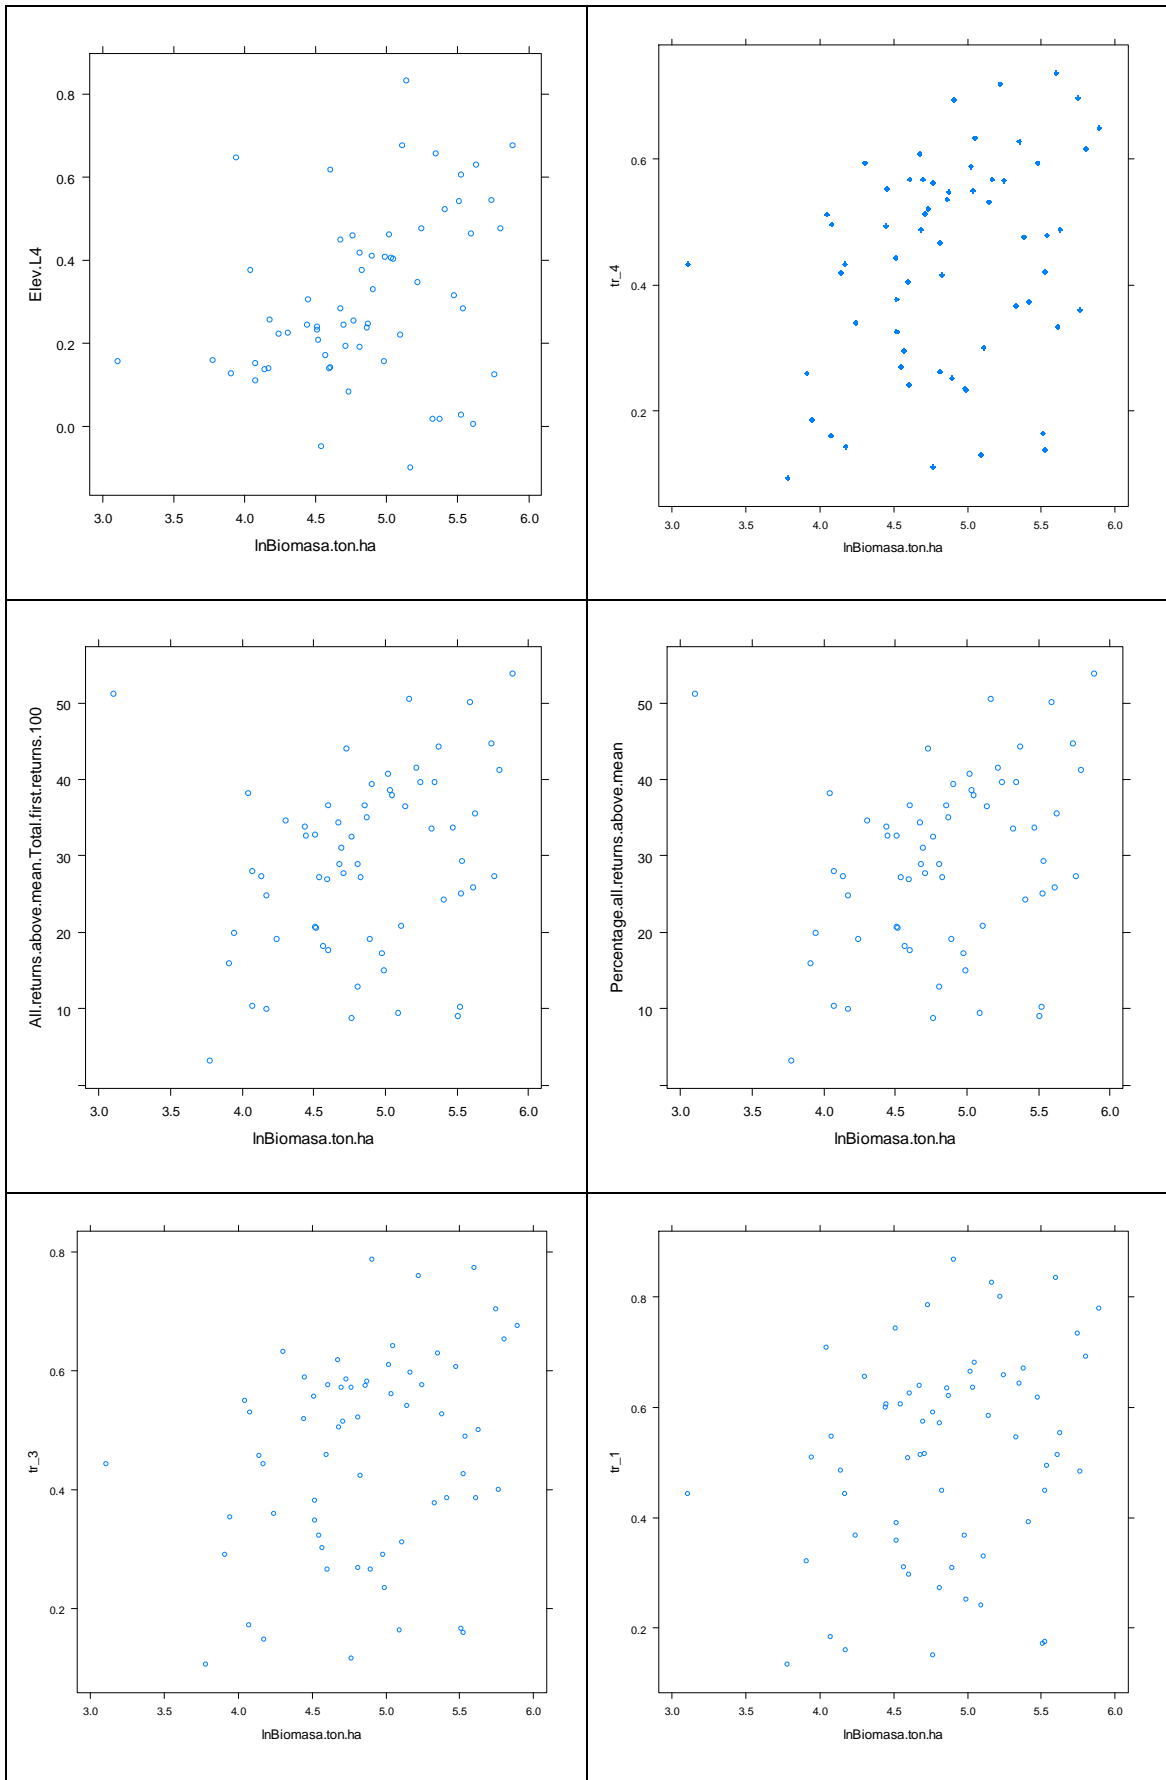 Elev.L4
0.8
0.6
0.4
0.2
0.0
3.0 3.5 4.0 4.5 5.0 5.5 6.0
lnBiomasa.ton.ha
tr_4
0.6
0.4
0.2
3.0 3.5 4.0 4.5 5.0 5.5 6.0
lnBiomasa.ton.ha
All.returns.above.mean.Total.first.returns.100
50
40
30
20
10
3.0 3.5 4.0 4.5 5.0 5.5 6.0
lnBiomasa.ton.ha
Percentage.all.returns.above.mean
50
40
30
20
10
3.0 3.5 4.0 4.5 5.0 5.5 6.0
lnBiomasa.ton.ha
tr_3
0.8
0.6
0.4
0.2
3.0 3.5 4.0 4.5 5.0 5.5 6.0
lnBiomasa.ton.ha
tr_1
0.8
0.6
0.4
0.2
3.0 3.5 4.0 4.5 5.0 5.5 6.0
lnBiomasa.ton.ha